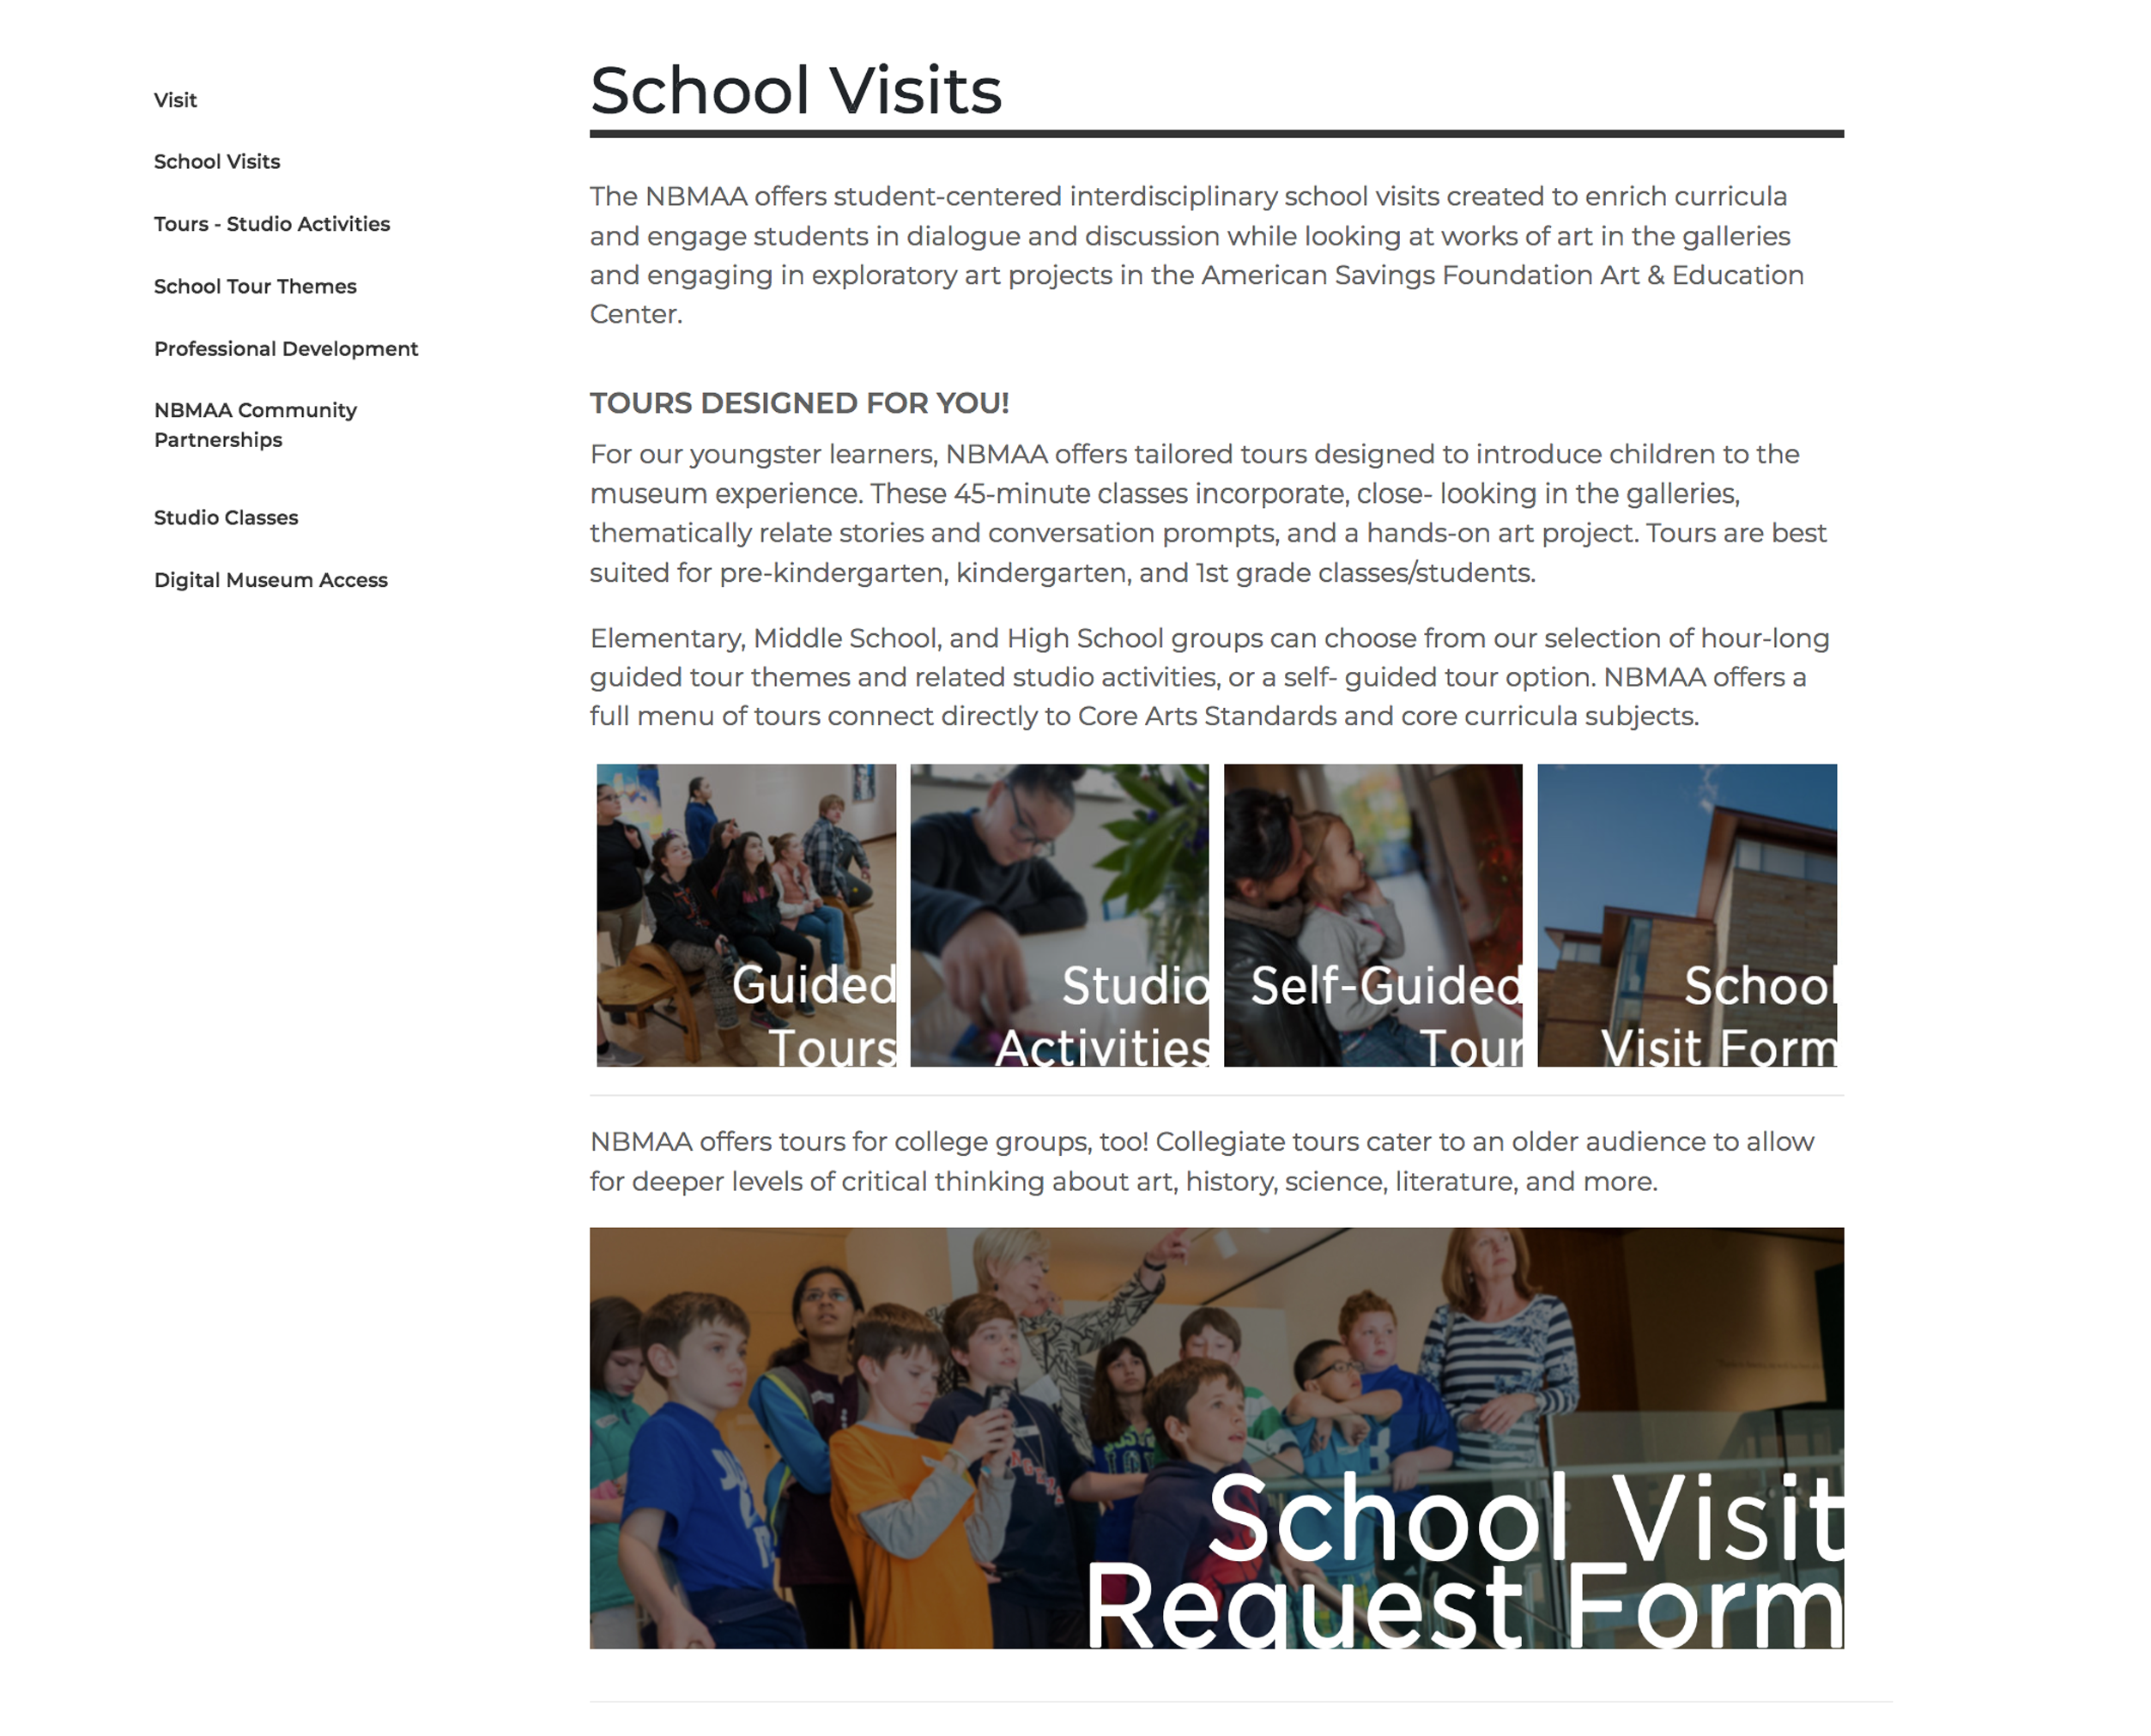 Visit
School Visits
Tours - Studio Activities
School Tour Themes
Professional Development
NBMAA Community
Partnerships
Studio Classes
Digital Museum Access
School Visits
The NBMAA offers student-centered interdisciplinary school visits created to enrich curricula
and engage students in dialogue and discussion while looking at works of art in the galleries
and engaging in exploratory art projects in the American Savings Foundation Art & Education
Center.
TOURS DESIGNED FOR YOU!
For our youngster learners, NBMAA offers tailored tours designed to introduce children to the
museum experience. These 45-minute classes incorporate, close- looking in the galleries,
thematically relate stories and conversation prompts, and a hands-on art project. Tours are best
suited for pre-kindergarten, kindergarten, and 1st grade classes/students.
Elementary, Middle School, and High School groups can choose from our selection of hour-long
guided tour themes and related studio activities, or a self- guided tour option. NBMAA offers a
full menu of tours connect directly to Core Arts Standards and core curricula subjects.
Guided
Tours
Studio
Activities
Self-Guided
Tour
School
Visit Form
NBMAA offers tours for college groups, too! Collegiate tours cater to an older audience to allow
for deeper levels of critical thinking about art, history, science, literature, and more.
School Visit
Request Form